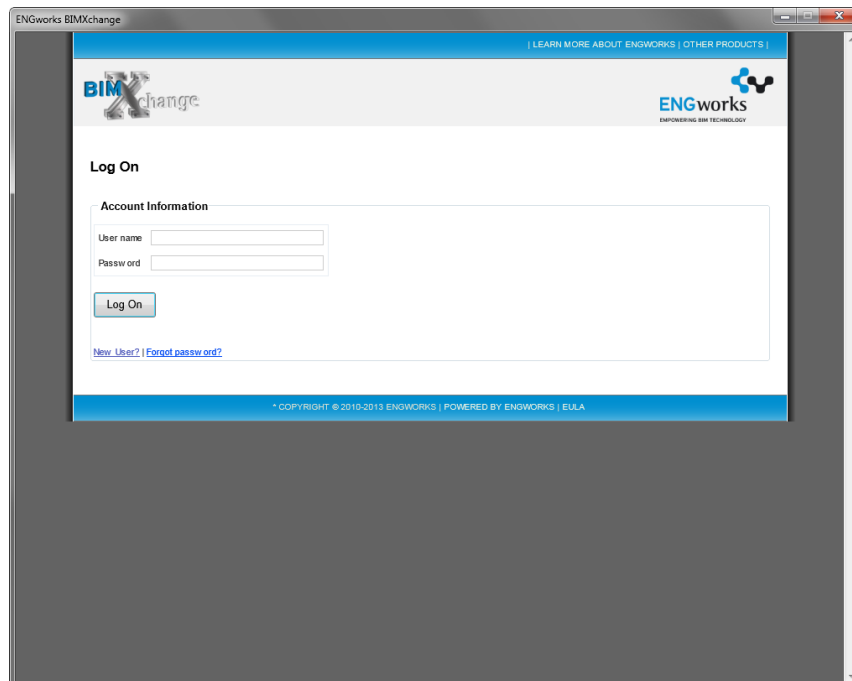 ENGworks BIMXchange
| LEARN MORE ABOUT ENGWORKS | OTHER PRODUCTS |
BIMXchange
ENGworks
EMPOWERING BIM TECHNOLOGY
Log On
Account Information
User name
Password
Log On
New User? | Forgot password?
* COPYRIGHT © 2010-2013 ENGWORKS | POWERED BY ENGWORKS | EULA